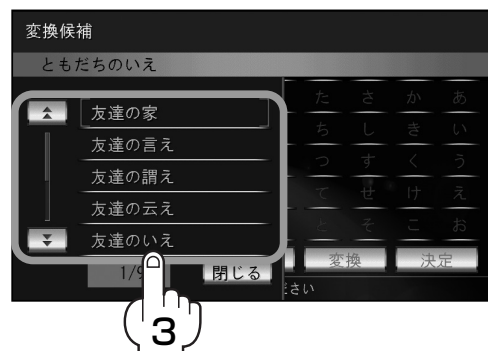 変換候補
ともだちのいえ
友達の家
友達の言え
友達の謂え
友達の云え
友達のいえ
た さ か あ
ち し き い
つ す く う
て せ け え
と そ こ お
閉じる
変換
決定
さい
3